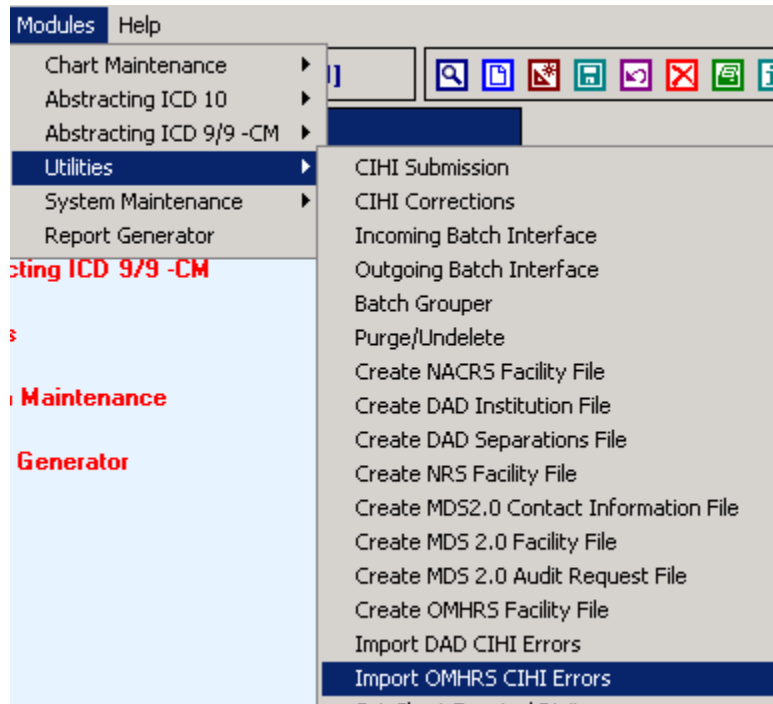 Modules Help
Chart Maintenance
Abstracting ICD 10
Abstracting ICD 9/9 -CM
Utilities
System Maintenance
Report Generator
cting ICD 9/9 -CM
s
Maintenance
Generator
CIHI Submission
CIHI Corrections
Incoming Batch Interface
Outgoing Batch Interface
Batch Grouper
Purge/Undelete
Create NACRS Facility File
Create DAD Institution File
Create DAD Separations File
Create NRS Facility File
Create MDS2.0 Contact Information File
Create MDS 2.0 Facility File
Create MDS 2.0 Audit Request File
Create OMHRS Facility File
Import DAD CIHI Errors
Import OMHRS CIHI Errors